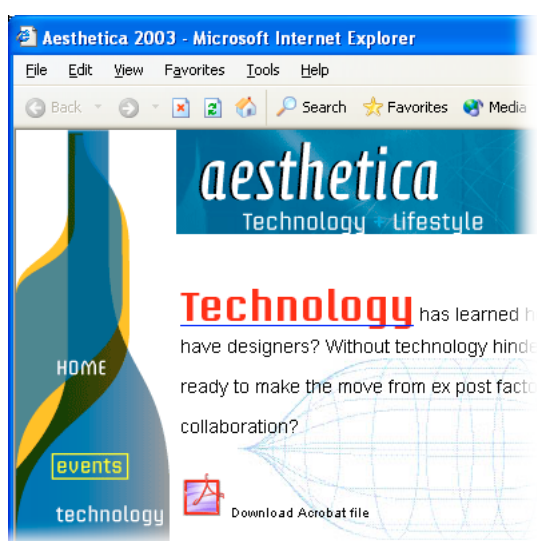 Aesthetica 2003 - Microsoft Internet Explorer
File Edit View Favorites Tools Help
Back Search Favorites Media
aesthetica
Technology + Lifestyle
Technology has learned
have designers? Without technology
ready to make the move from ex post facto
collaboration?
HOME
events
technology
Download Acrobat file